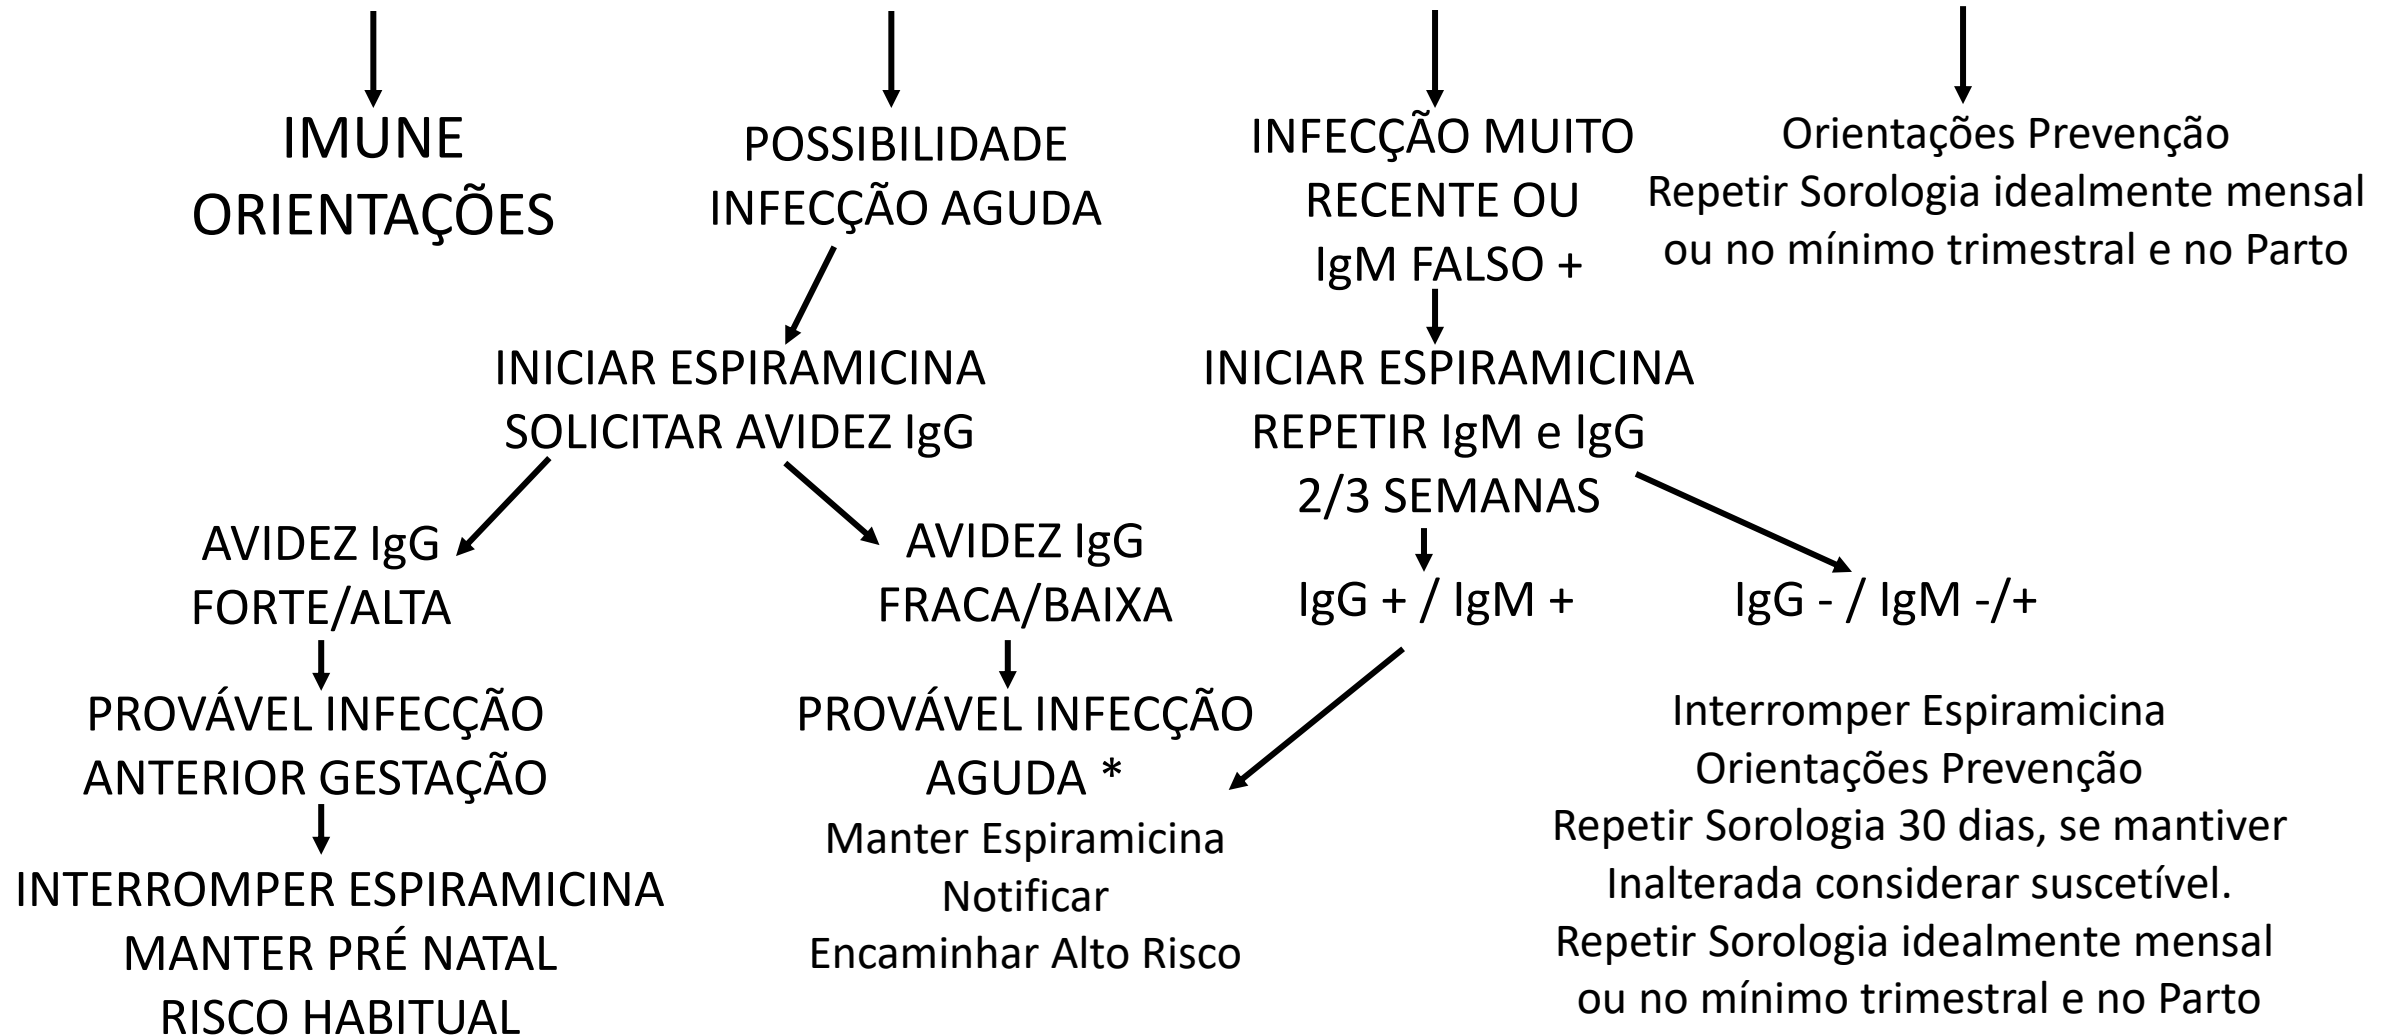 IMUNE
ORIENTAÇÕES
POSSIBILIDADE
INFECÇÃO AGUDA
INFECÇÃO MUITO
RECENTE OU
IgM FALSO +
Orientações Prevenção
Repetir Sorologia idealmente mensal
ou no mínimo trimestral e no Parto
INICIAR ESPIRAMICINA
SOLICITAR AVIDEZ IgG
INICIAR ESPIRAMICINA
REPETIR IgM e IgG
2/3 SEMANAS
AVIDEZ IgG
FORTE/ALTA
AVIDEZ IgG
FRACA/BAIXA
IgG + / IgM +
IgG - / IgM -/+
PROVÁVEL INFECÇÃO
ANTERIOR GESTAÇÃO
PROVÁVEL INFECÇÃO
AGUDA *
Manter Espiramicina
Notificar
Encaminhar Alto Risco
Interromper Espiramicina
Orientações Prevenção
Repetir Sorologia 30 dias, se mantiver
Inalterada considerar suscetível.
Repetir Sorologia idealmente mensal
ou no mínimo trimestral e no Parto
INTERROMPER ESPIRAMICINA
MANTER PRÉ NATAL
RISCO HABITUAL